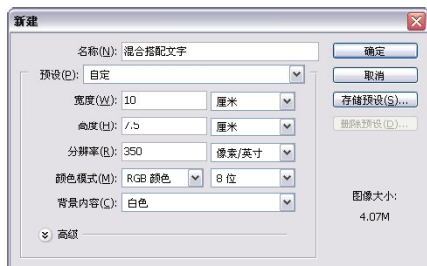 新建
名称(N): 混合搭配文字
确定
预设(P): 自定
取消
宽度(W): 10 厘米
存储预设(S)...
高度(H): 7.5 厘米
删除预设(D)...
分辨率(R): 350 像素/英寸
颜色模式(M): RGB 颜色 8 位
背景内容(C): 白色
图像大小:
4.07M
高级